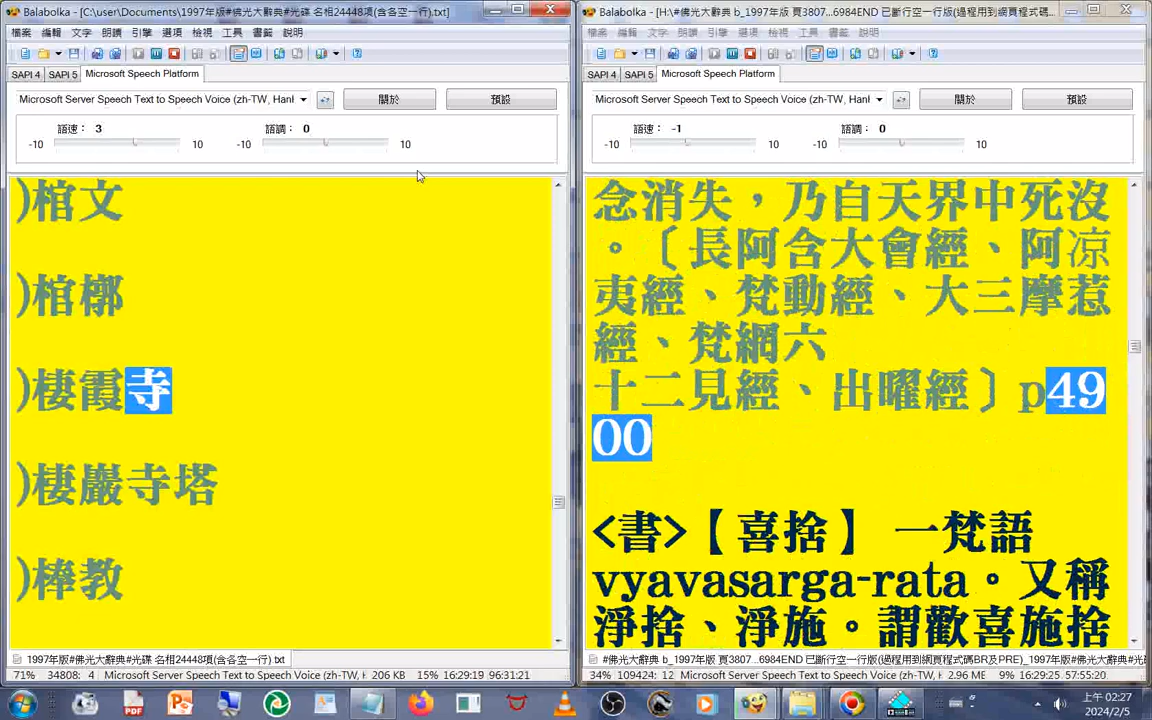 Balabolka - [C:\user\Documents\1997年版#佛光大辭典#光碟 名相24448項(含各空一行).txt]
檔案 編輯 文字 朗讀 引擎 選項 檢視 工具 書籤 說明
SAPI 4 SAPI 5 Microsoft Speech Platform
Microsoft Server Speech Text to Speech Voice (zh-TW, Hanl 關於 預設
語速： 3 語調： 0
-10 10 -10 10
)棺文
)棺槨
)棲霞寺
)棲巖寺塔
)棒教
1997年版#佛光大辭典#光碟 名相24448項(含各空一行).txt
71% 34808: 4 Microsoft Server Speech Text to Speech Voice (zh-TW, 206 KB 15% 16:29:19 96:31:21
Balabolka - [H:\#佛光大辭典 b_1997年版 頁3807...6984END 已斷行空一行版(過程用到網頁程式碼...
檔案 編輯 文字 朗讀 引擎 選項 檢視 工具 書籤 說明
SAPI 4 SAPI 5 Microsoft Speech Platform
Microsoft Server Speech Text to Speech Voice (zh-TW, Hanl 關於 預設
語速： -1 語調： 0
-10 10 -10 10
念消失，乃自天界中死沒
。〔長阿含大會經、阿凉
夷經、梵動經、大三摩惹
經、梵網六
十二見經、出曜經〕p49
00
<書>【喜捨】 一梵語
vyavasarga-rata。又稱
淨捨、淨施。謂歡喜施捨
#佛光大辭典 b_1997年版 頁3807...6984END 已斷行空一行版(過程用到網頁程式碼BR及PRE)_1997年版#佛光
34% 109424: 12 Microsoft Server Speech Text to Speech Voice (zh-TW, 2.96 ME 9% 16:29:25 57:55:20
上午 02:27
2024/2/5